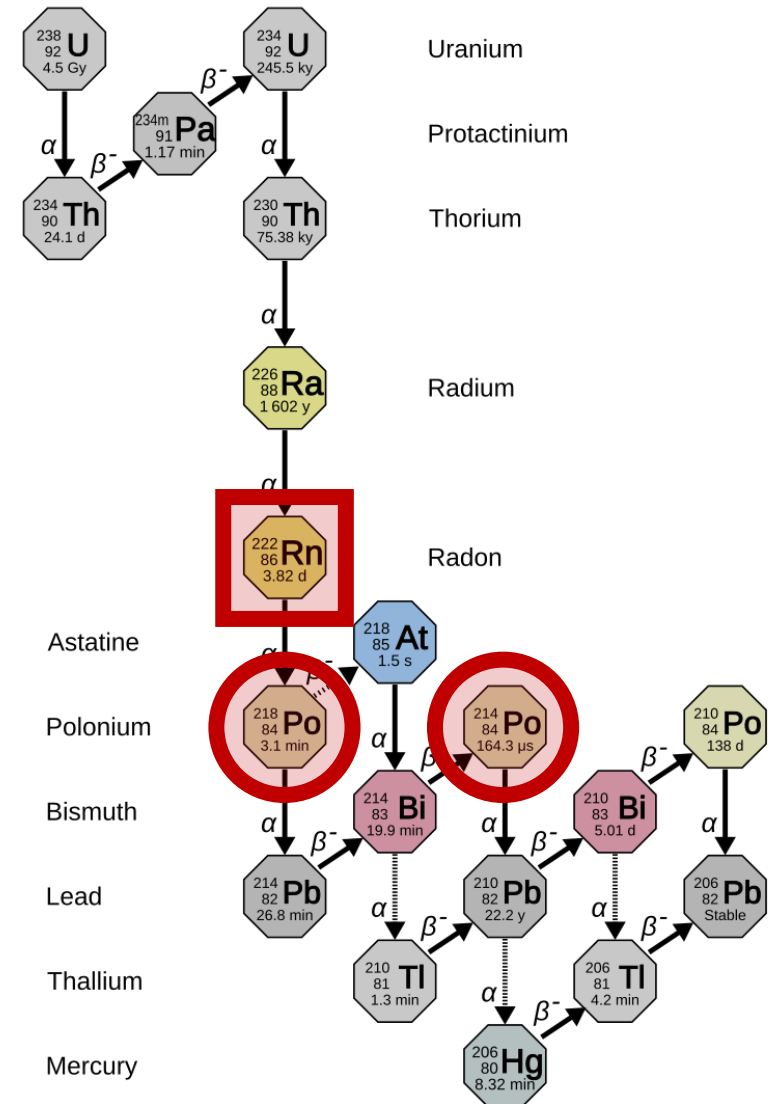 238 92 U 4.5 Gy
234 92 U 245.5 ky
Uranium
β-
234m 91 Pa 1.17 min
Protactinium
α
β-
α
234 90 Th 24.1 d
230 90 Th 75.38 ky
Thorium
α
226 88 Ra 1 602 y
Radium
α
222 86 Rn 3.82 d
Radon
Astatine
218 85 At 1.5 s
α
β-
Polonium
218 84 Po 3.1 min
214 84 Po 164.3 µs
210 84 Po 138 d
α
β
β-
Bismuth
214 83 Bi 19.9 min
210 83 Bi 5.01 d
α
β-
α
β-
α
Lead
214 82 Pb 26.8 min
210 82 Pb 22.2 y
206 82 Pb Stable
α
β-
α
β-
Thallium
210 81 Tl 1.3 min
206 81 Tl 4.2 min
α
β-
Mercury
206 80 Hg 8.32 min